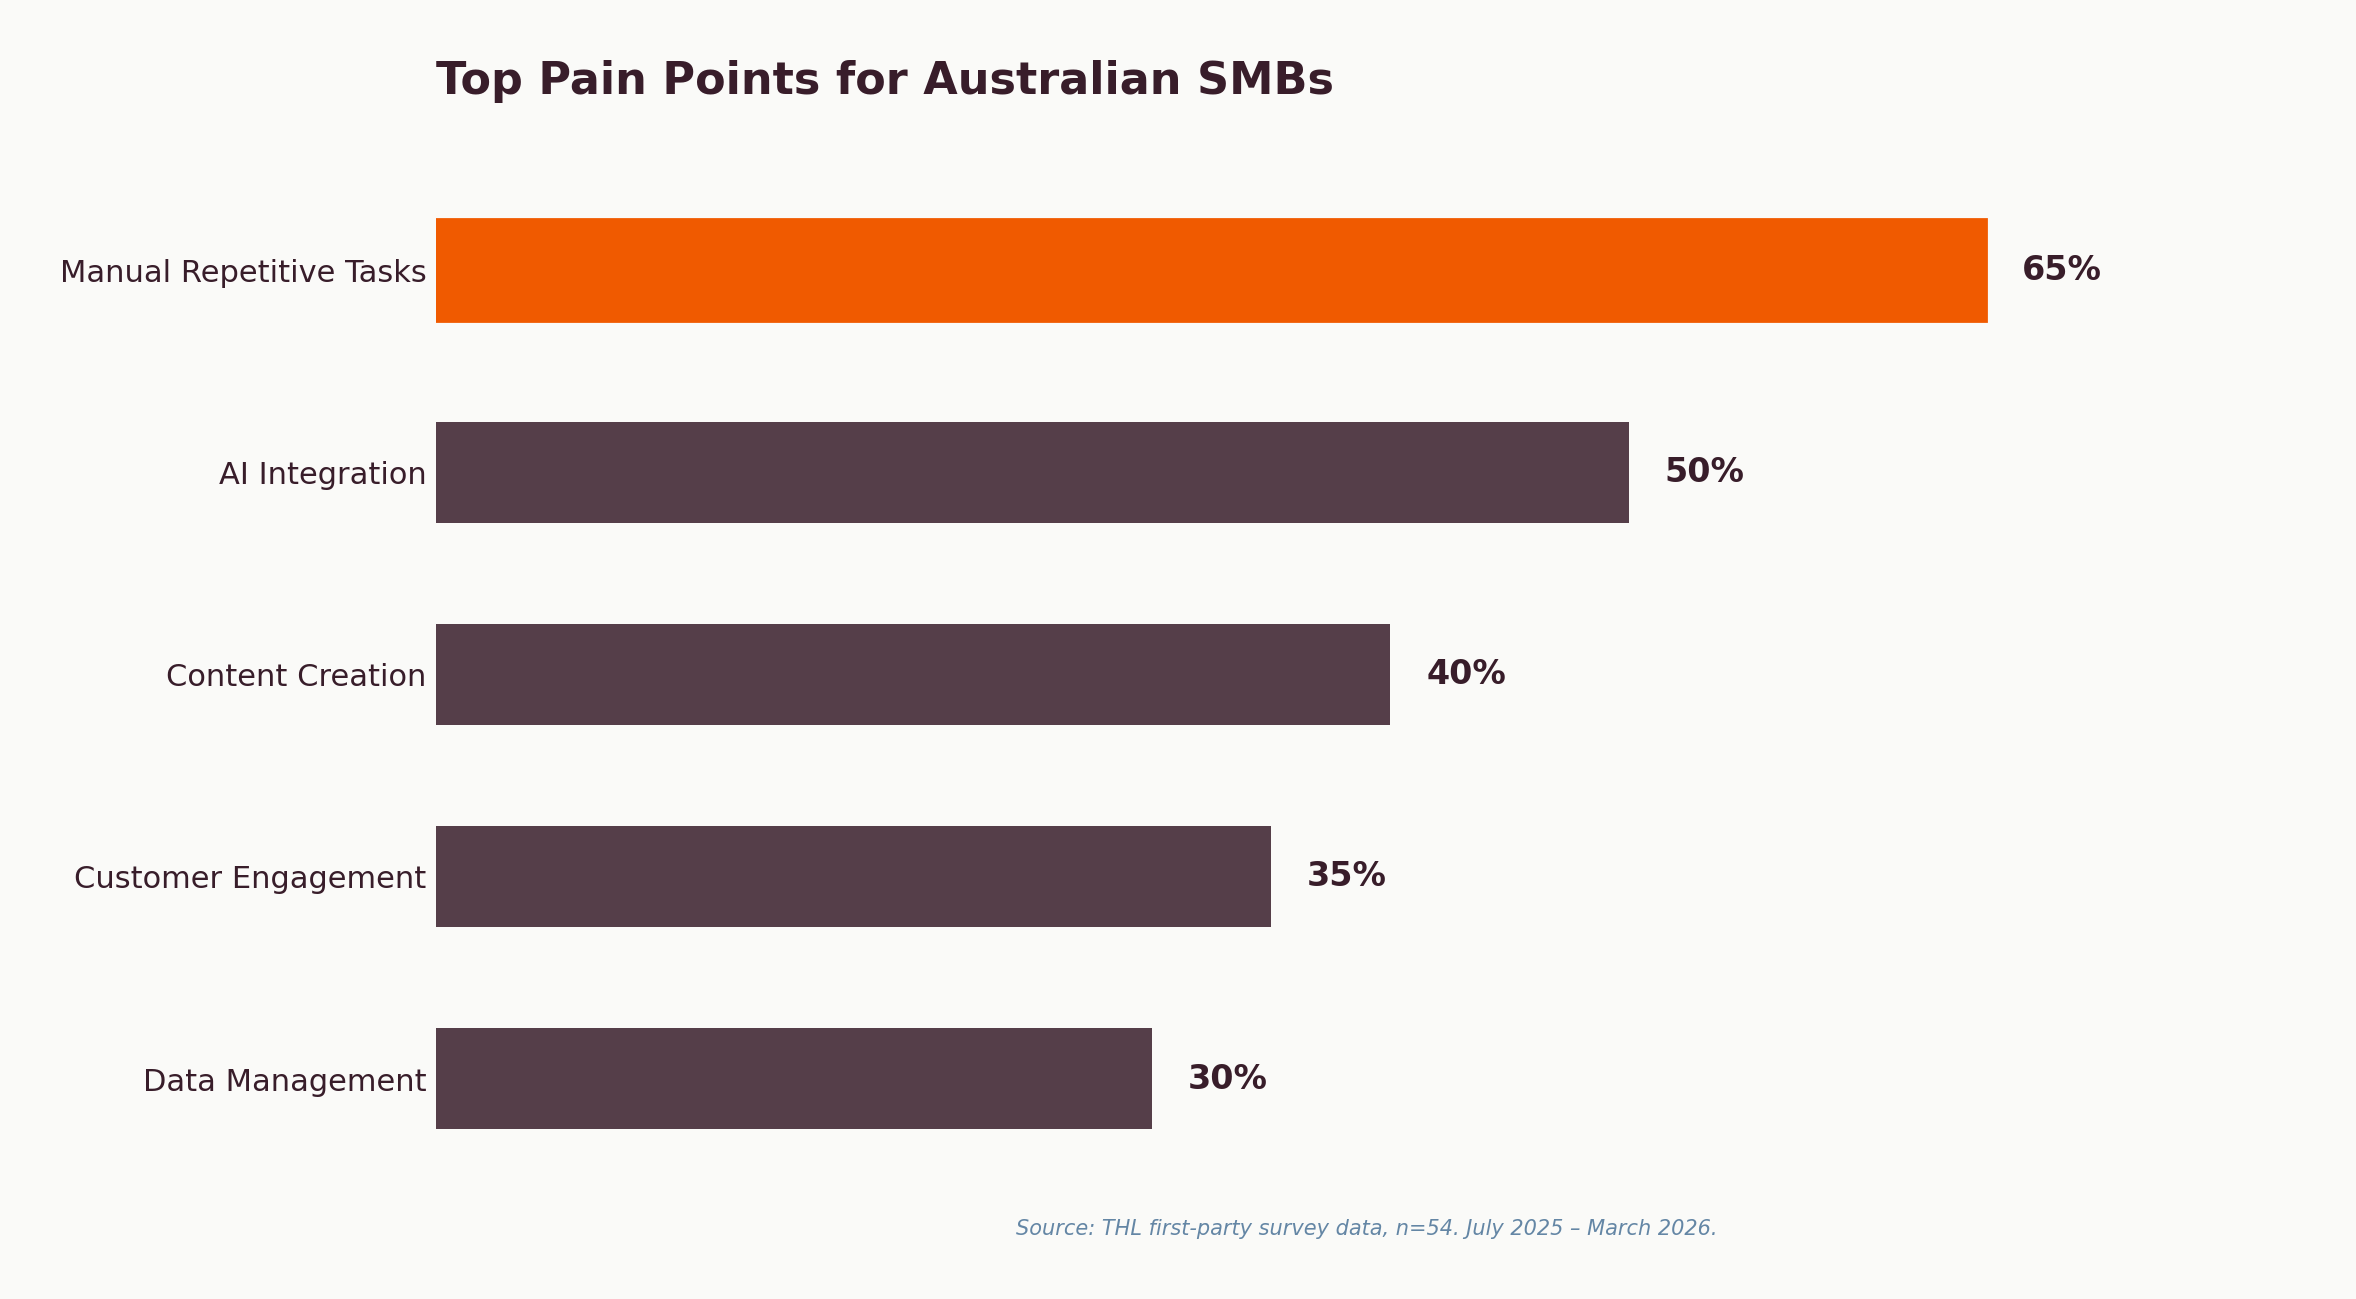 Top Pain Points for Australian SMBs
Manual Repetitive Tasks 65%
AI Integration 50%
Content Creation 40%
Customer Engagement 35%
Data Management 30%
Source: THL first-party survey data, n=54. July 2025 – March 2026.